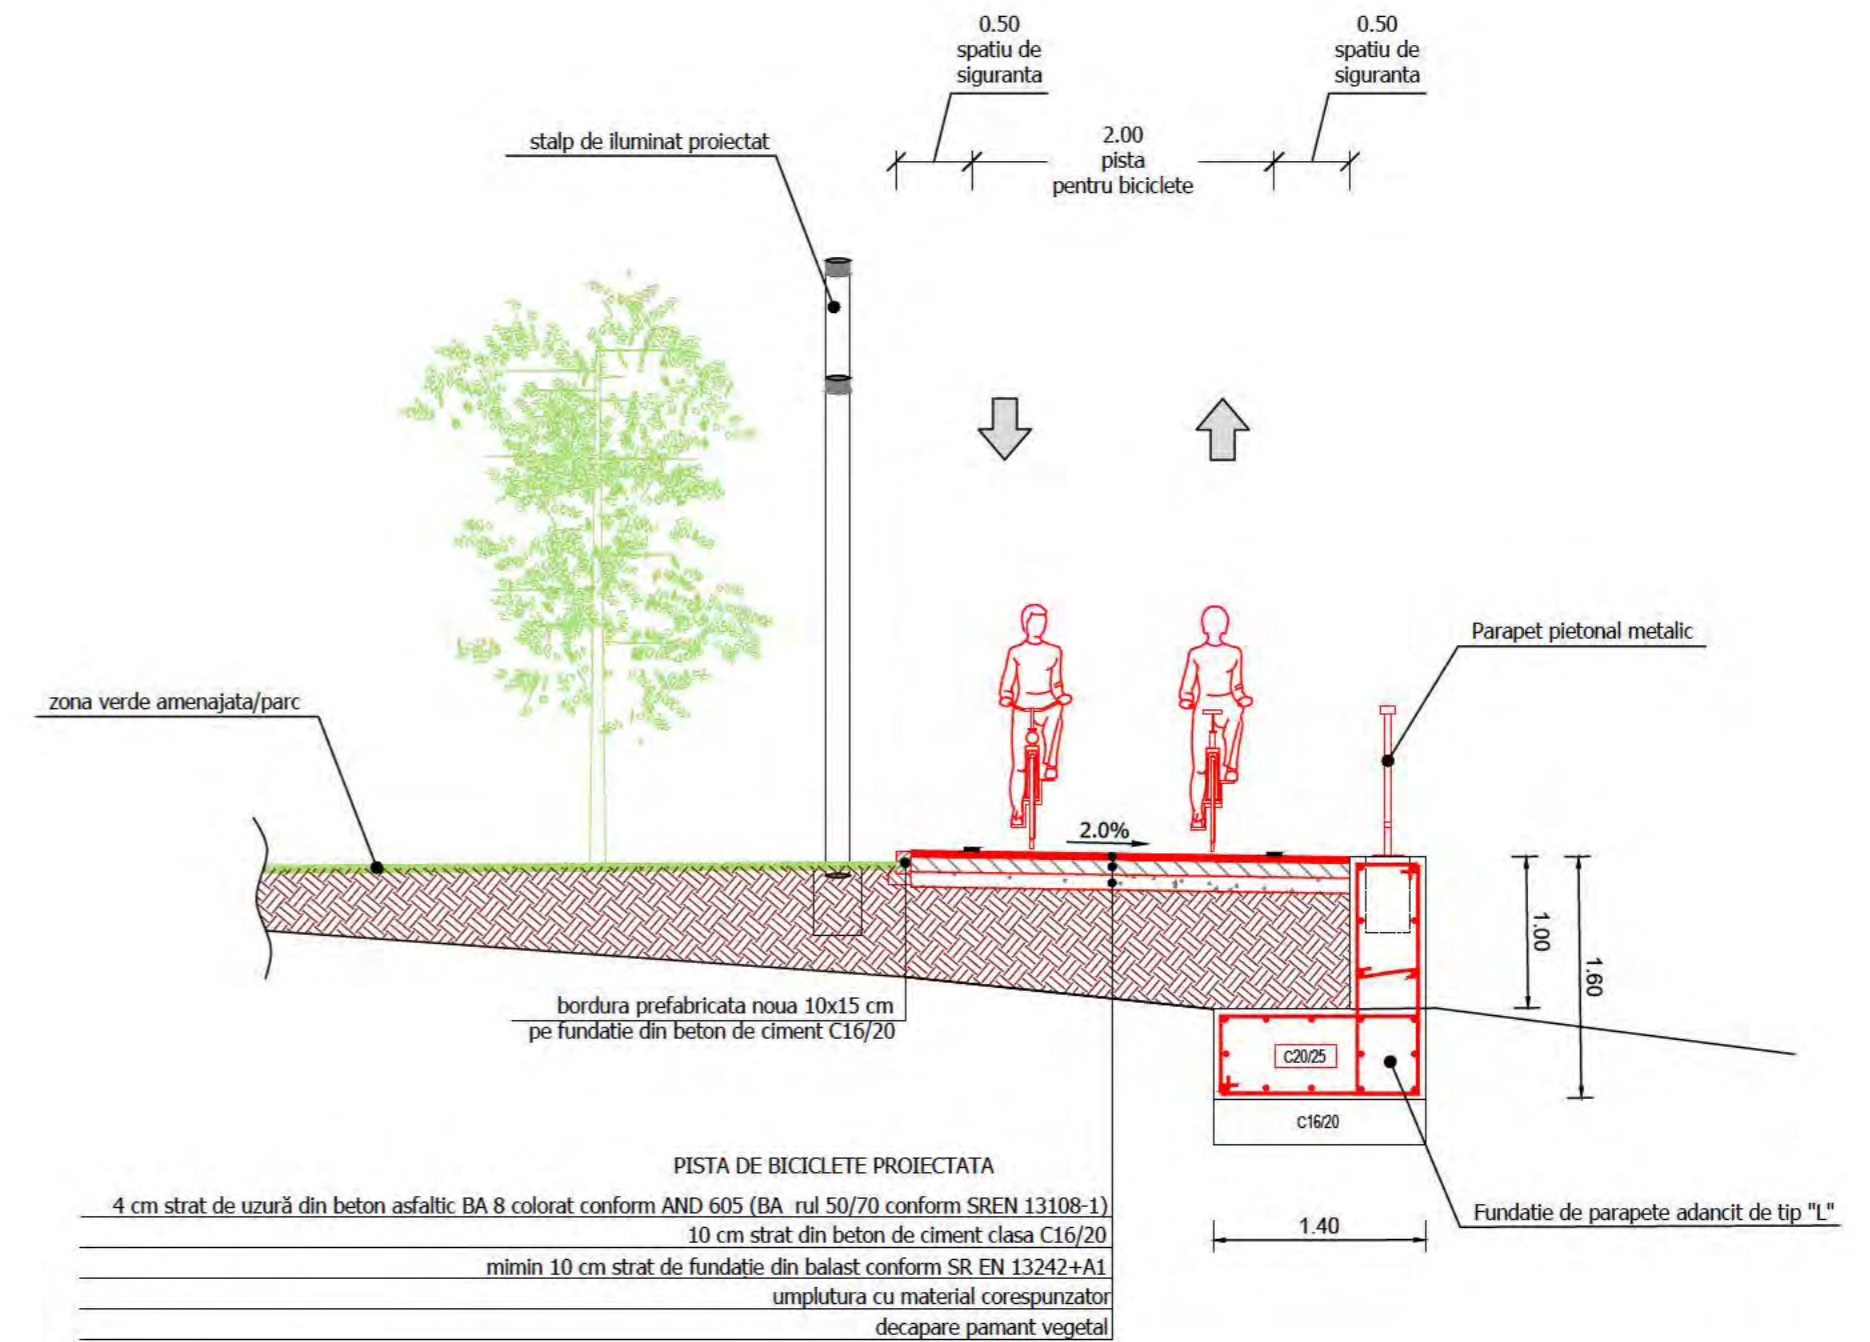 0.50
spatiu de
siguranta
0.50
spatiu de
siguranta
2.00
pista
pentru biciclete
stalp de iluminat proiectat
Parapet pietonal metalic
zona verde amenajata/parc
2.0%
1.00
1.60
bordura prefabricata noua 10x15 cm
pe fundatie din beton de ciment C16/20
C20/25
C16/20
PISTA DE BICICLETE PROIECTATA
4 cm strat de uzură din beton asfaltic BA 8 colorat conform AND 605 (BA rul 50/70 conform SREN 13108-1)
10 cm strat din beton de ciment clasa C16/20
mimin 10 cm strat de fundație din balast conform SR EN 13242+A1
umplutura cu material corespunzator
decapare pamant vegetal
1.40
Fundatie de parapete adancit de tip "L"